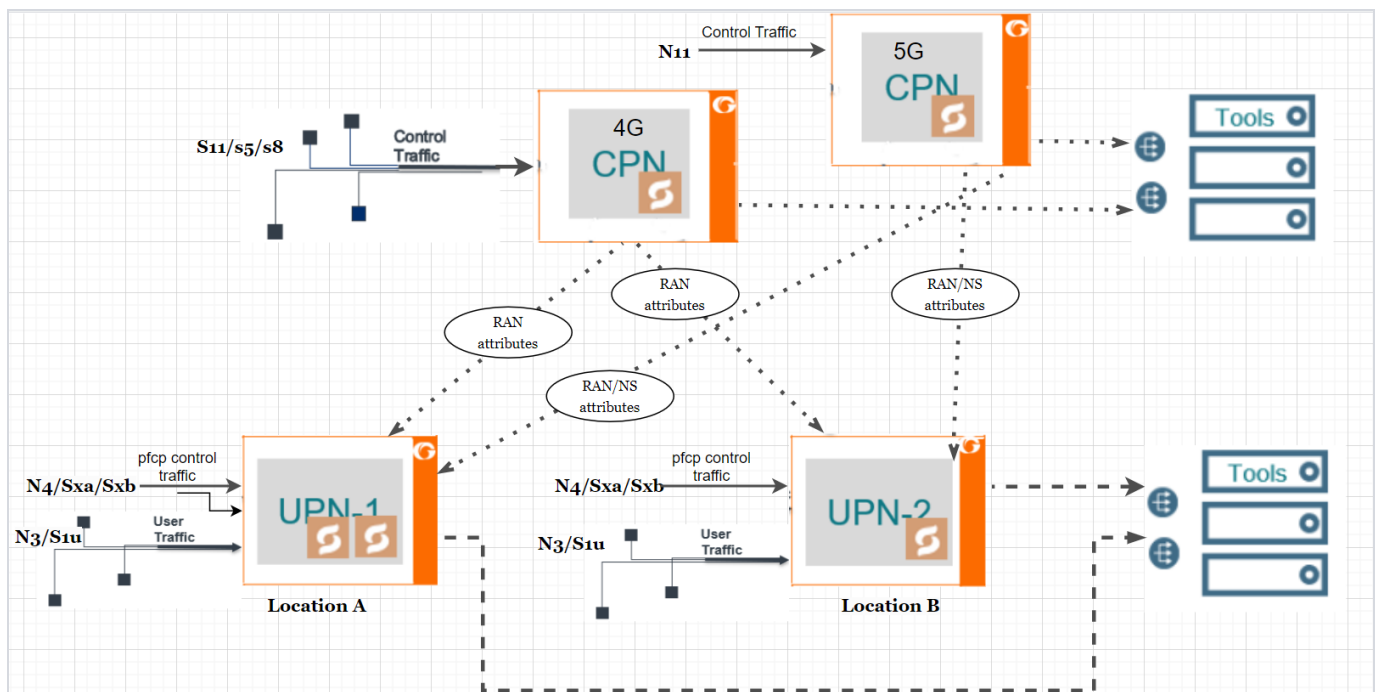 N11
Control Traffic
5G
CPN
S11/s5/s8
Control
Traffic
4G
CPN
Tools
RAN
attributes
RAN
attributes
RAN/NS
attributes
RAN/NS
attributes
N4/Sxa/Sxb
pfcp control
traffic
N3/S1u
User
Traffic
UPN-1
Location A
N4/Sxa/Sxb
pfcp control
traffic
N3/S1u
User
Traffic
UPN-2
Location B
Tools